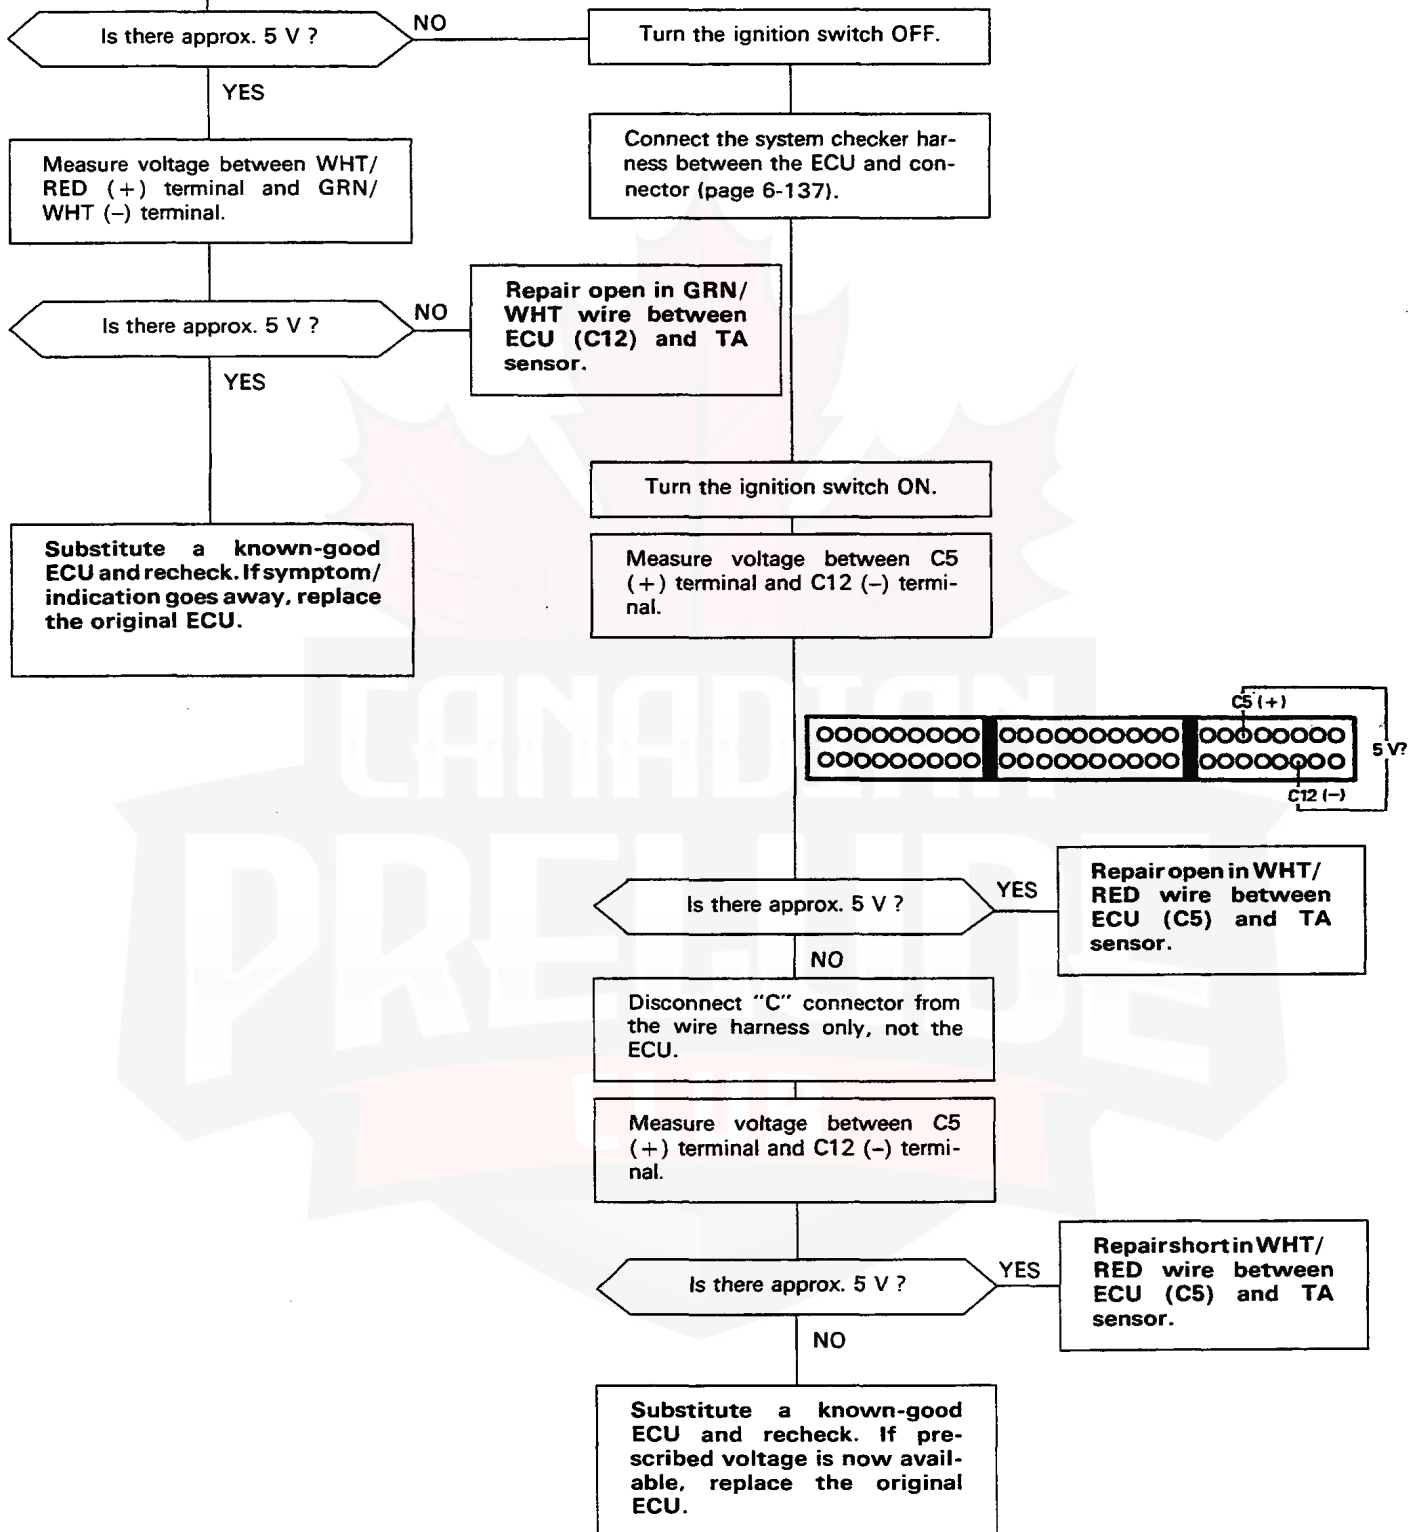 Is there approx. 5 V ?
NO
Turn the ignition switch OFF.
YES
Connect the system checker har-
ness between the ECU and con-
nector (page 6-137).
Measure voltage between WHT/
RED (+) terminal and GRN/
WHT (–) terminal.
Is there approx. 5 V ?
NO
Repair open in GRN/
WHT wire between
ECU (C12) and TA
sensor.
YES
Turn the ignition switch ON.
Substitute a known-good
ECU and recheck. If symptom/
indication goes away, replace
the original ECU.
Measure voltage between C5
(+) terminal and C12 (–) termi-
nal.
C5 (+)
5 V?
C12 (–)
Is there approx. 5 V ?
YES
Repair open in WHT/
RED wire between
ECU (C5) and TA
sensor.
NO
Disconnect "C" connector from
the wire harness only, not the
ECU.
Measure voltage between C5
(+) terminal and C12 (–) termi-
nal.
Is there approx. 5 V ?
YES
Repair short in WHT/
RED wire between
ECU (C5) and TA
sensor.
NO
Substitute a known-good
ECU and recheck. If pre-
scribed voltage is now avail-
able, replace the original
ECU.
CANADIAN
PRELUDE
CLUB